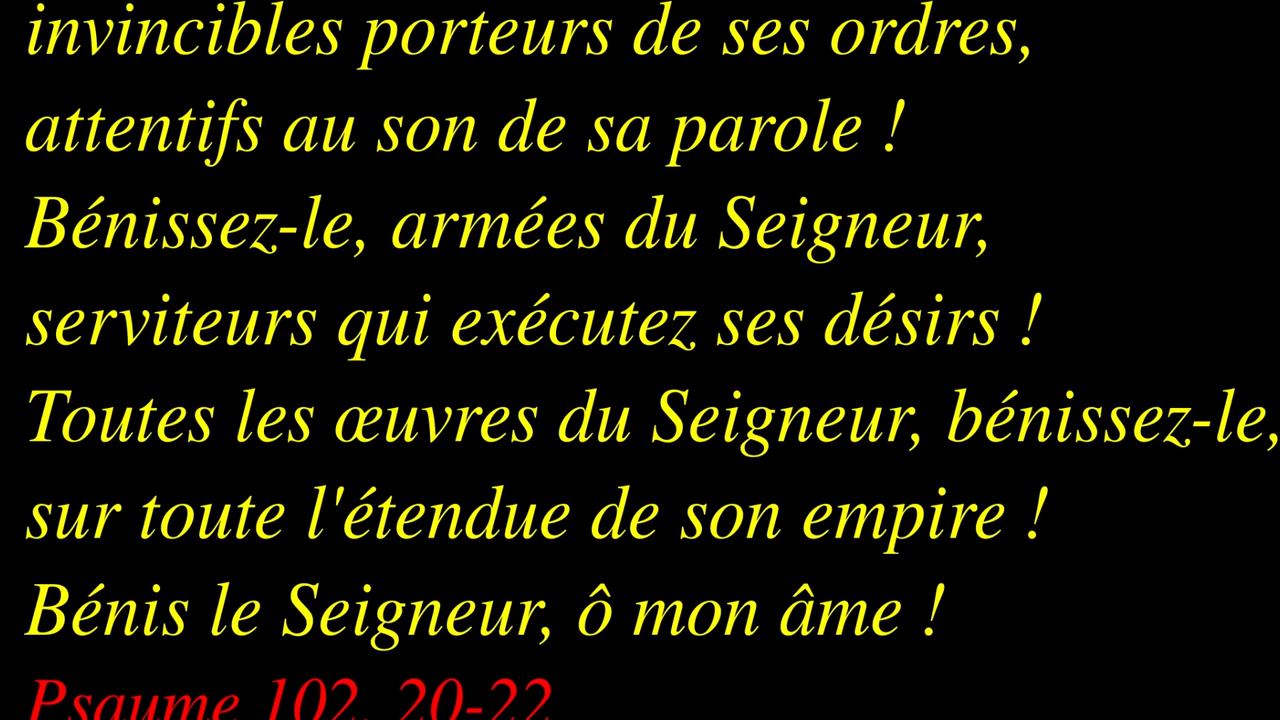 invincibles porteurs de ses ordres,
attentifs au son de sa parole !
Bénissez-le, armées du Seigneur,
serviteurs qui exécutez ses désirs !
Toutes les œuvres du Seigneur, bénissez-le,
sur toute l'étendue de son empire !
Bénis le Seigneur, ô mon âme !
Psaume 102, 20-22